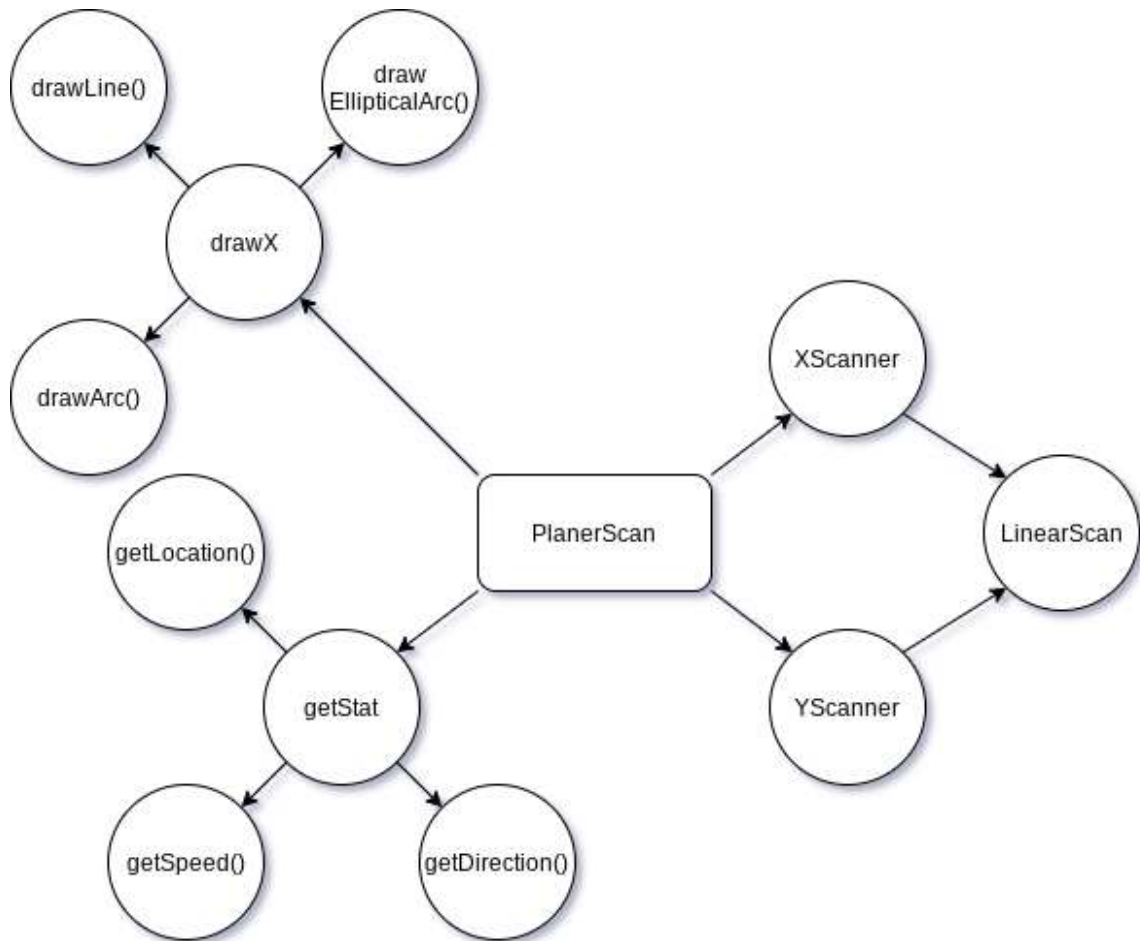 drawLine()
draw
EllipticalArc()
drawX
drawArc()
XScanner
PlanerScan
LinearScan
getLocation()
getStat
YScanner
getSpeed()
getDirection()